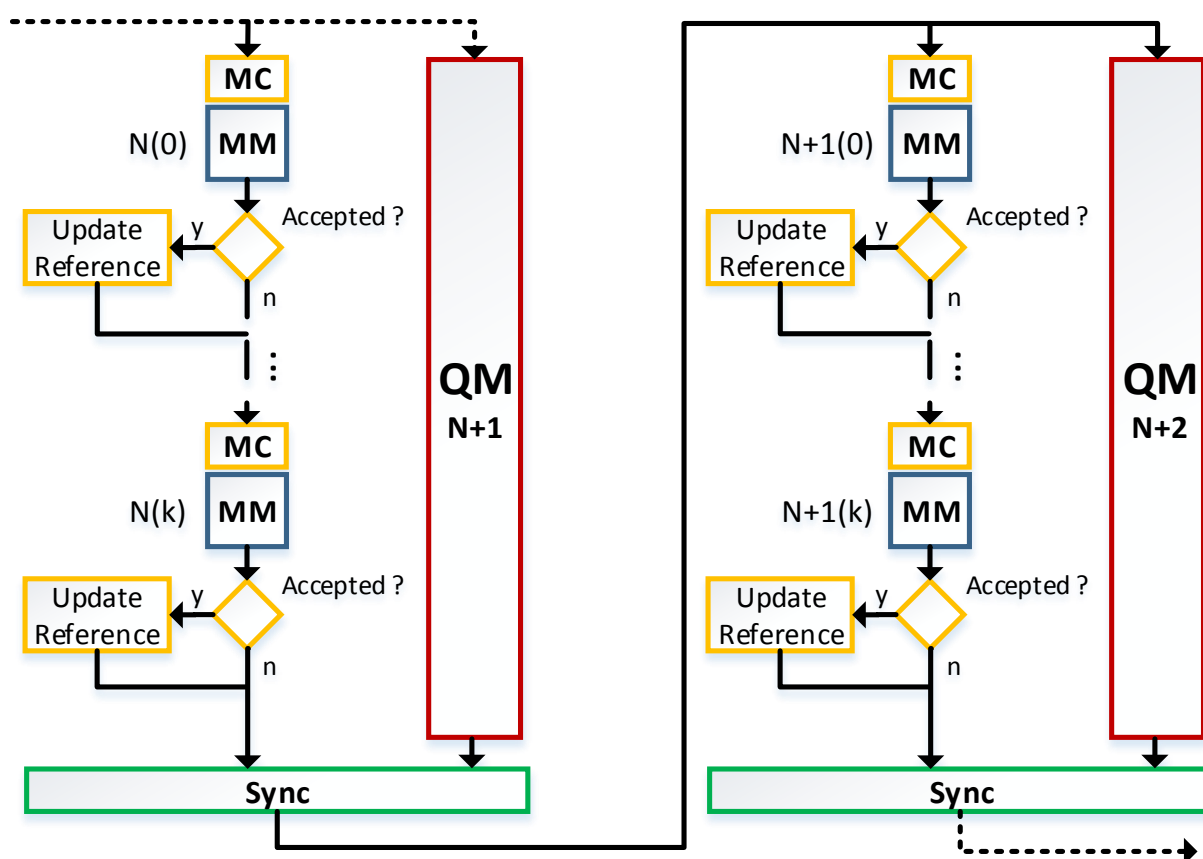 MC
N(0)
MM
Accepted ?
y
Update
Reference
n
⋮
MC
N(k)
MM
Accepted ?
y
Update
Reference
n
QM
N+1
Sync
MC
N+1(0)
MM
Accepted ?
y
Update
Reference
n
⋮
MC
N+1(k)
MM
Accepted ?
y
Update
Reference
n
QM
N+2
Sync